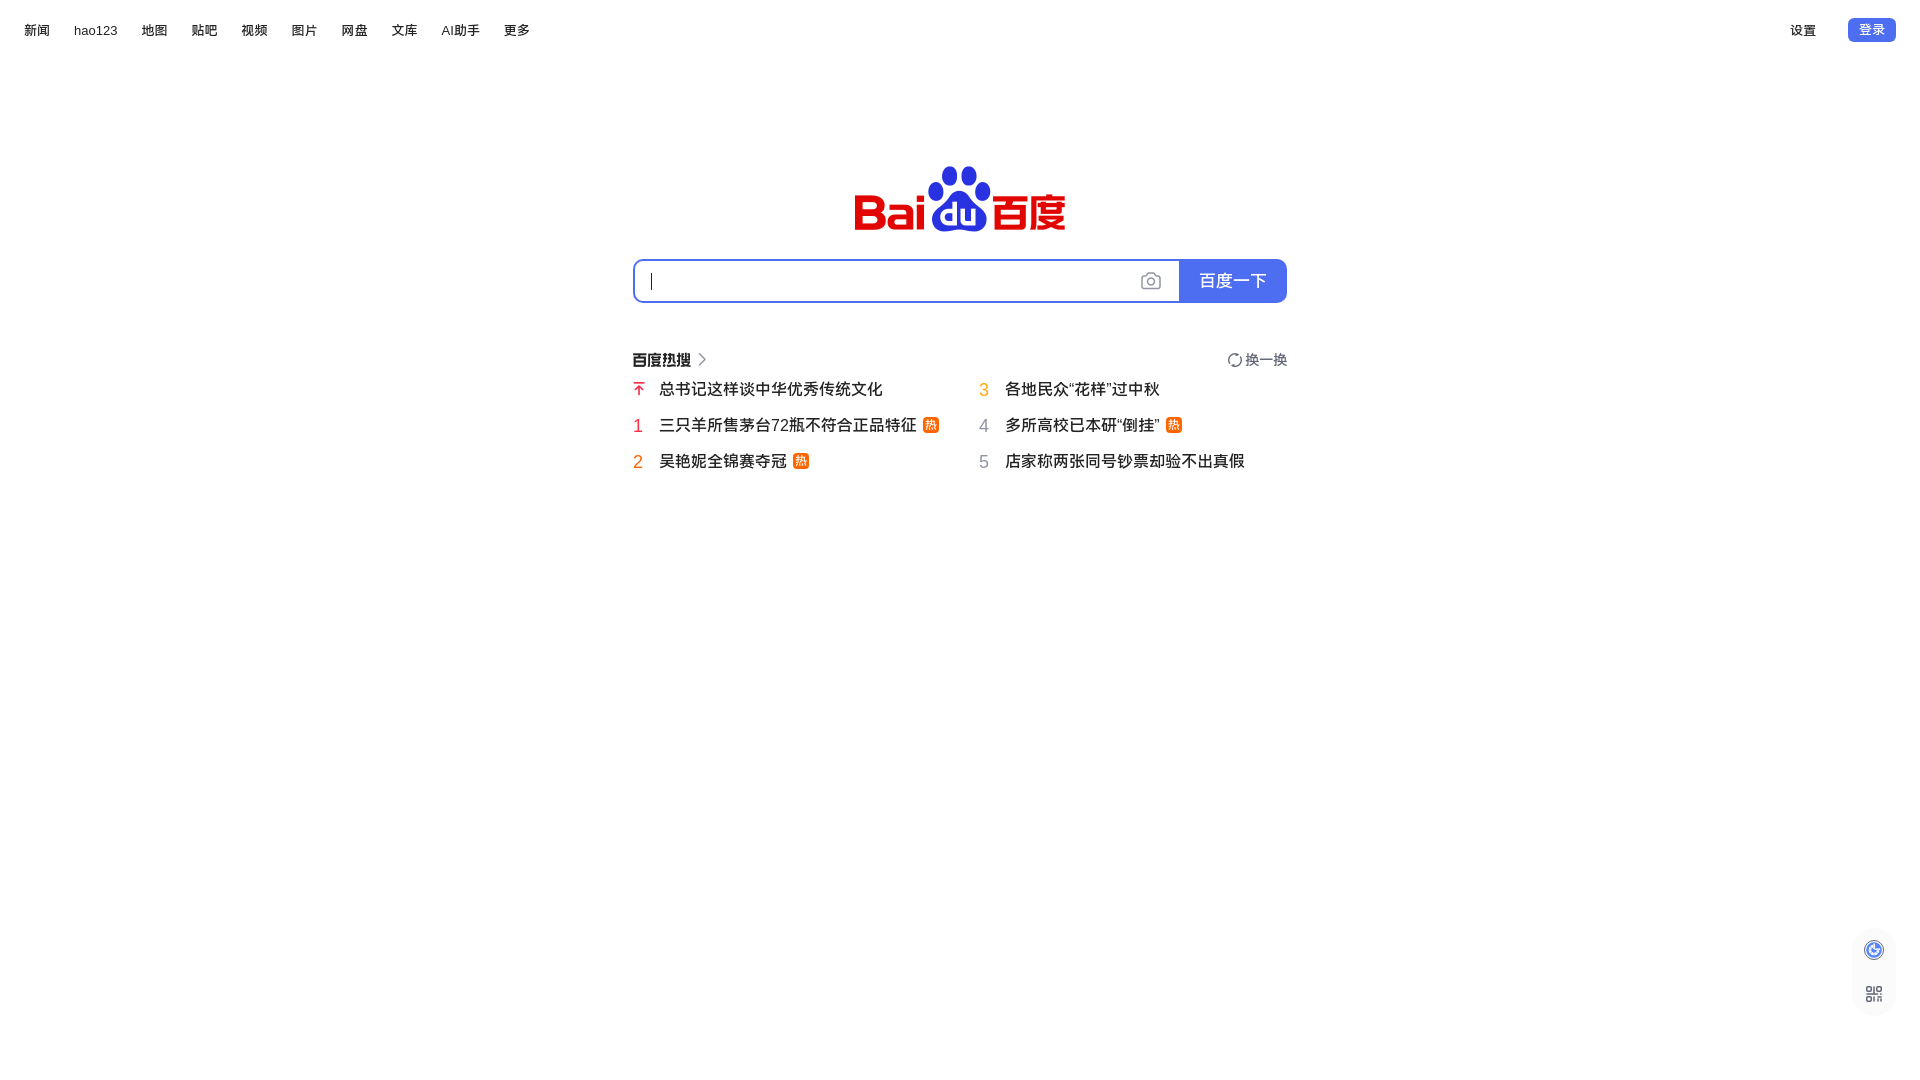 新闻 hao123 地图 贴吧 视频 图片 网盘 文库 AI助手 更多 设置 登录
Bai du 百度
百度一下
百度热搜 换一换
总书记这样谈中华优秀传统文化
1 三只羊所售茅台72瓶不符合正品特征 热
2 吴艳妮全锦赛夺冠 热
3 各地民众“花样”过中秋
4 多所高校已本研“倒挂” 热
5 店家称两张同号钞票却验不出真假